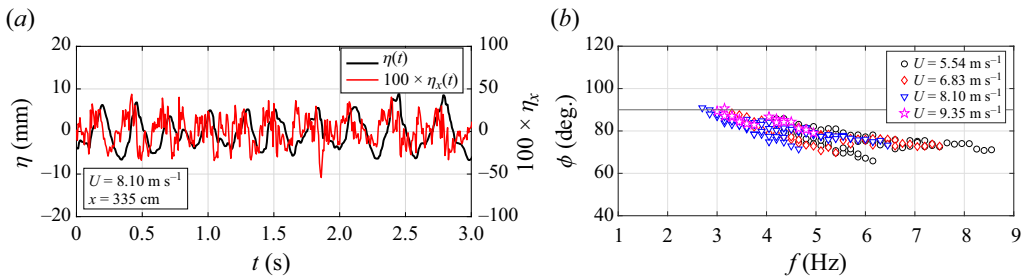 (a)
20
10
0
−10
−20
η (mm)
100
50
0
−50
−100
100 × ηx
η(t)
100 × ηx(t)
U = 8.10 m s⁻¹
x = 335 cm
0
0.5
1.0
1.5
2.0
2.5
3.0
t (s)
(b)
120
100
80
60
40
ϕ (deg.)
U = 5.54 m s⁻¹
U = 6.83 m s⁻¹
U = 8.10 m s⁻¹
U = 9.35 m s⁻¹
1 2 3 4 5 6 7 8 9
f (Hz)